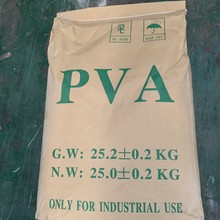 PVA
G.W: 25.2±0.2 KG
N.W: 25.0±0.2 KG
ONLY FOR INDUSTRIAL USE